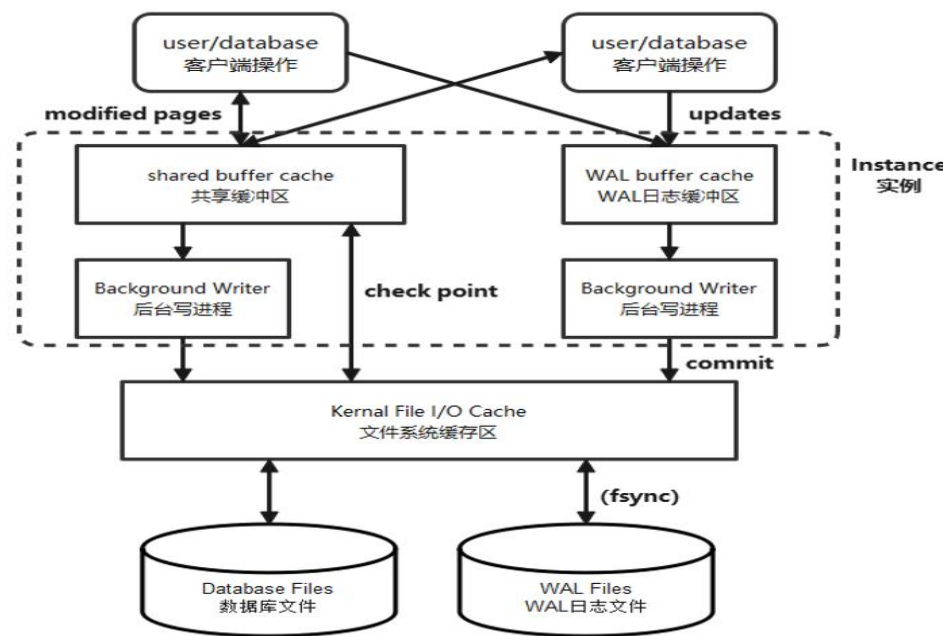 user/database
客户端操作
user/database
客户端操作
modified pages
updates
shared buffer cache
共享缓冲区
WAL buffer cache
WAL日志缓冲区
Instance
实例
Background Writer
后台写进程
check point
Background Writer
后台写进程
commit
Kernal File I/O Cache
文件系统缓存区
(fsync)
Database Files
数据库文件
WAL Files
WAL日志文件